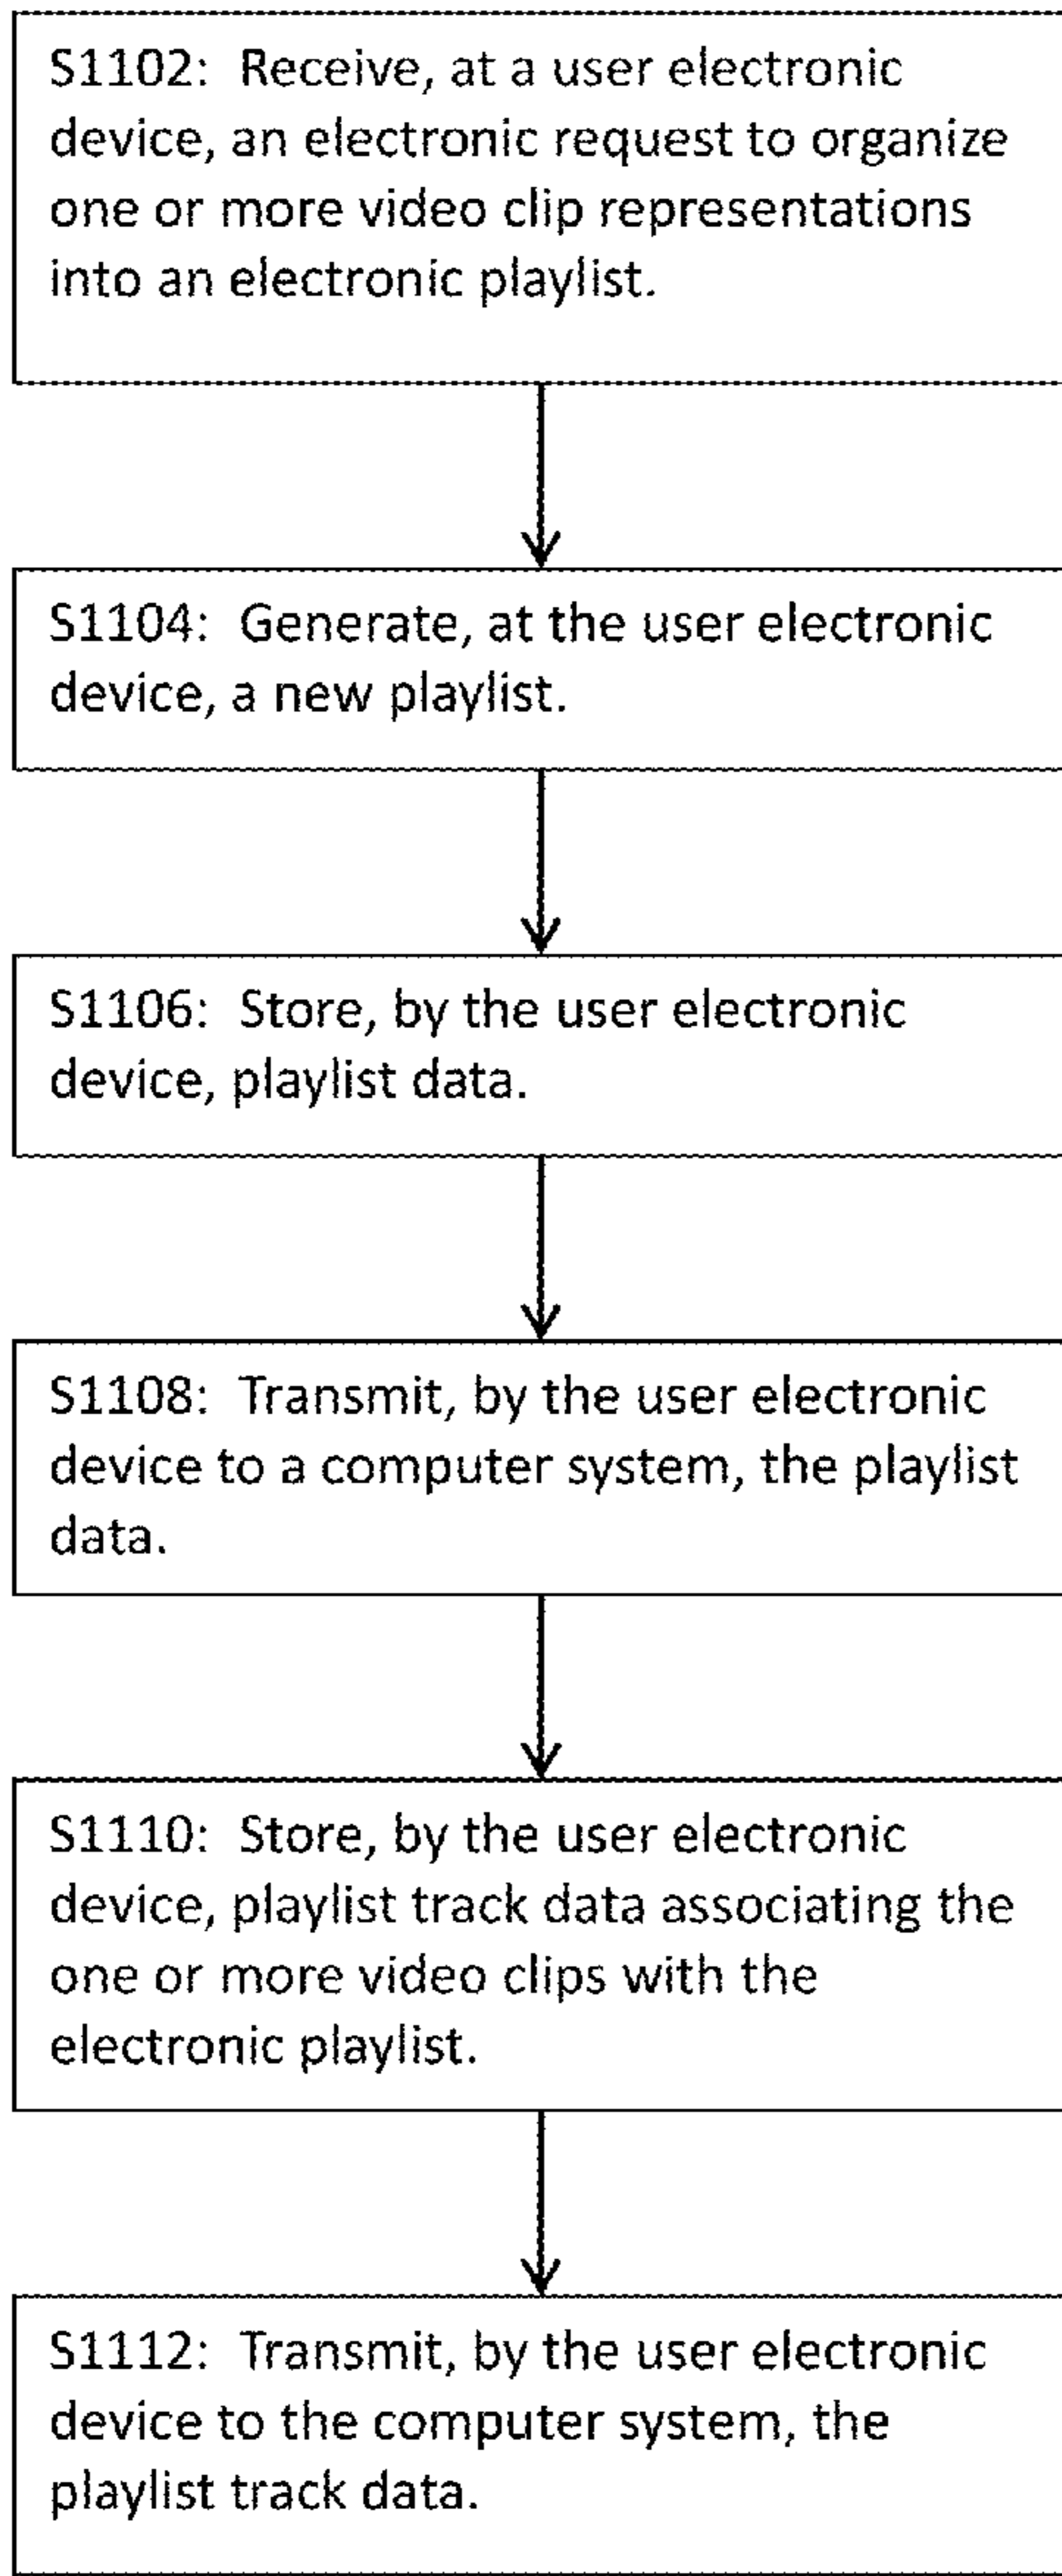 S1102:  Receive, at a user electronic
device, an electronic request to organize
one or more video clip representations
into an electronic playlist.
S1104:  Generate, at the user electronic
device, a new playlist.
S1106:  Store, by the user electronic
device, playlist data.
S1108:  Transmit, by the user electronic
device to a computer system, the playlist
data.
S1110:  Store, by the user electronic
device, playlist track data associating the
one or more video clips with the
electronic playlist.
S1112:  Transmit, by the user electronic
device to the computer system, the
playlist track data.